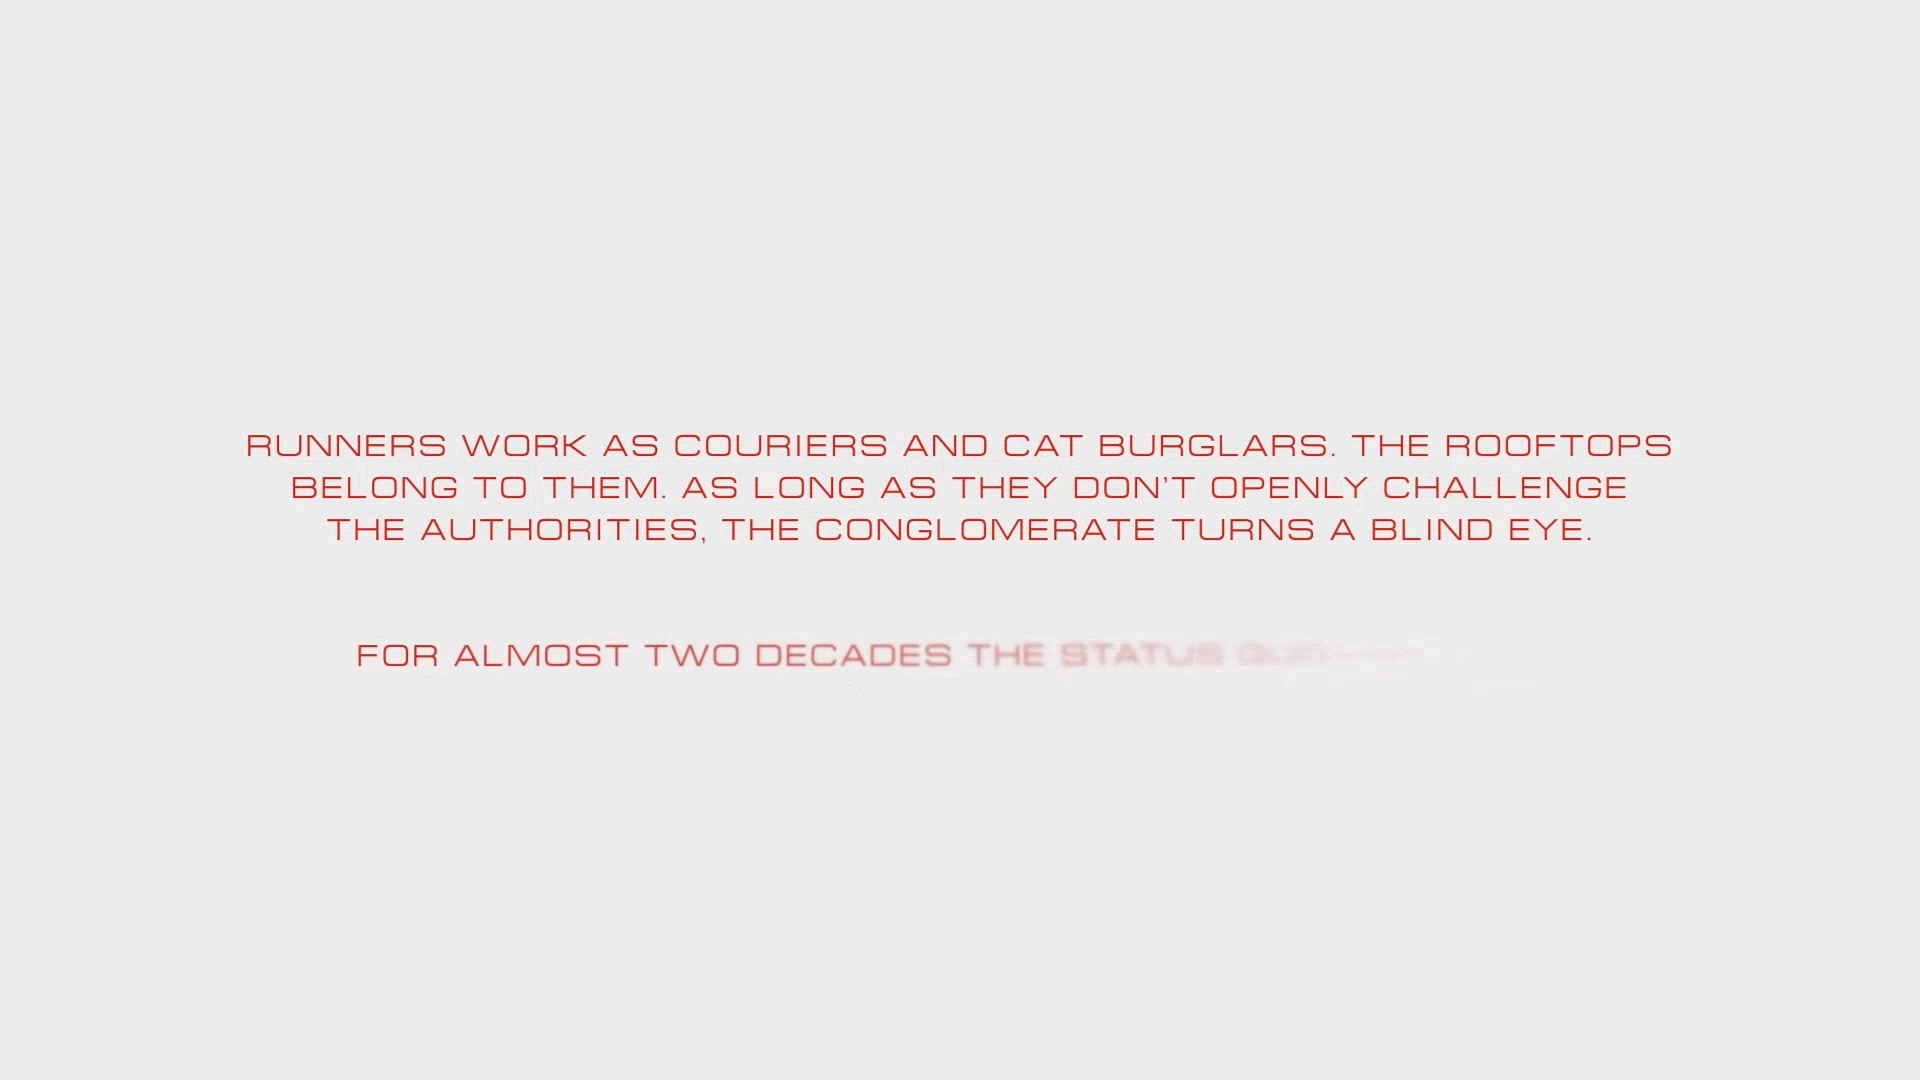 RUNNERS WORK AS COURIERS AND CAT BURGLARS. THE ROOFTOPS
BELONG TO THEM. AS LONG AS THEY DON'T OPENLY CHALLENGE
THE AUTHORITIES, THE CONGLOMERATE TURNS A BLIND EYE.
FOR ALMOST TWO DECADES THE STATUS